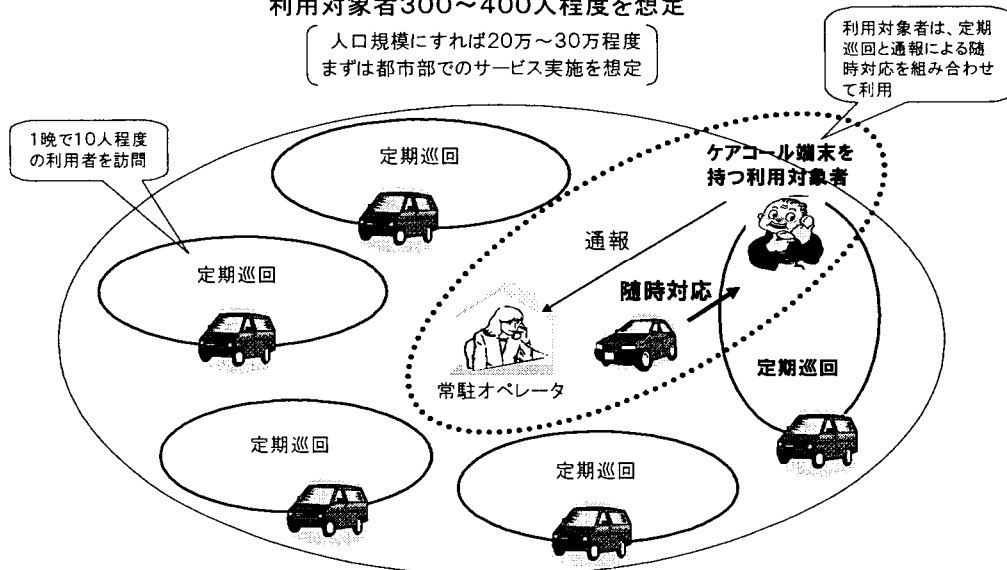 利用対象者300～400人程度を想定
人口規模にすれば20万～30万程度
まずは都市部でのサービス実施を想定
利用対象者は、定期
巡回と通報による随
時対応を組み合わせ
て利用
1晩で10人程度
の利用者を訪問
定期巡回
ケアコール端末を
持つ利用対象者
通報
定期巡回
随時対応
常駐オペレータ
定期巡回
定期巡回
定期巡回